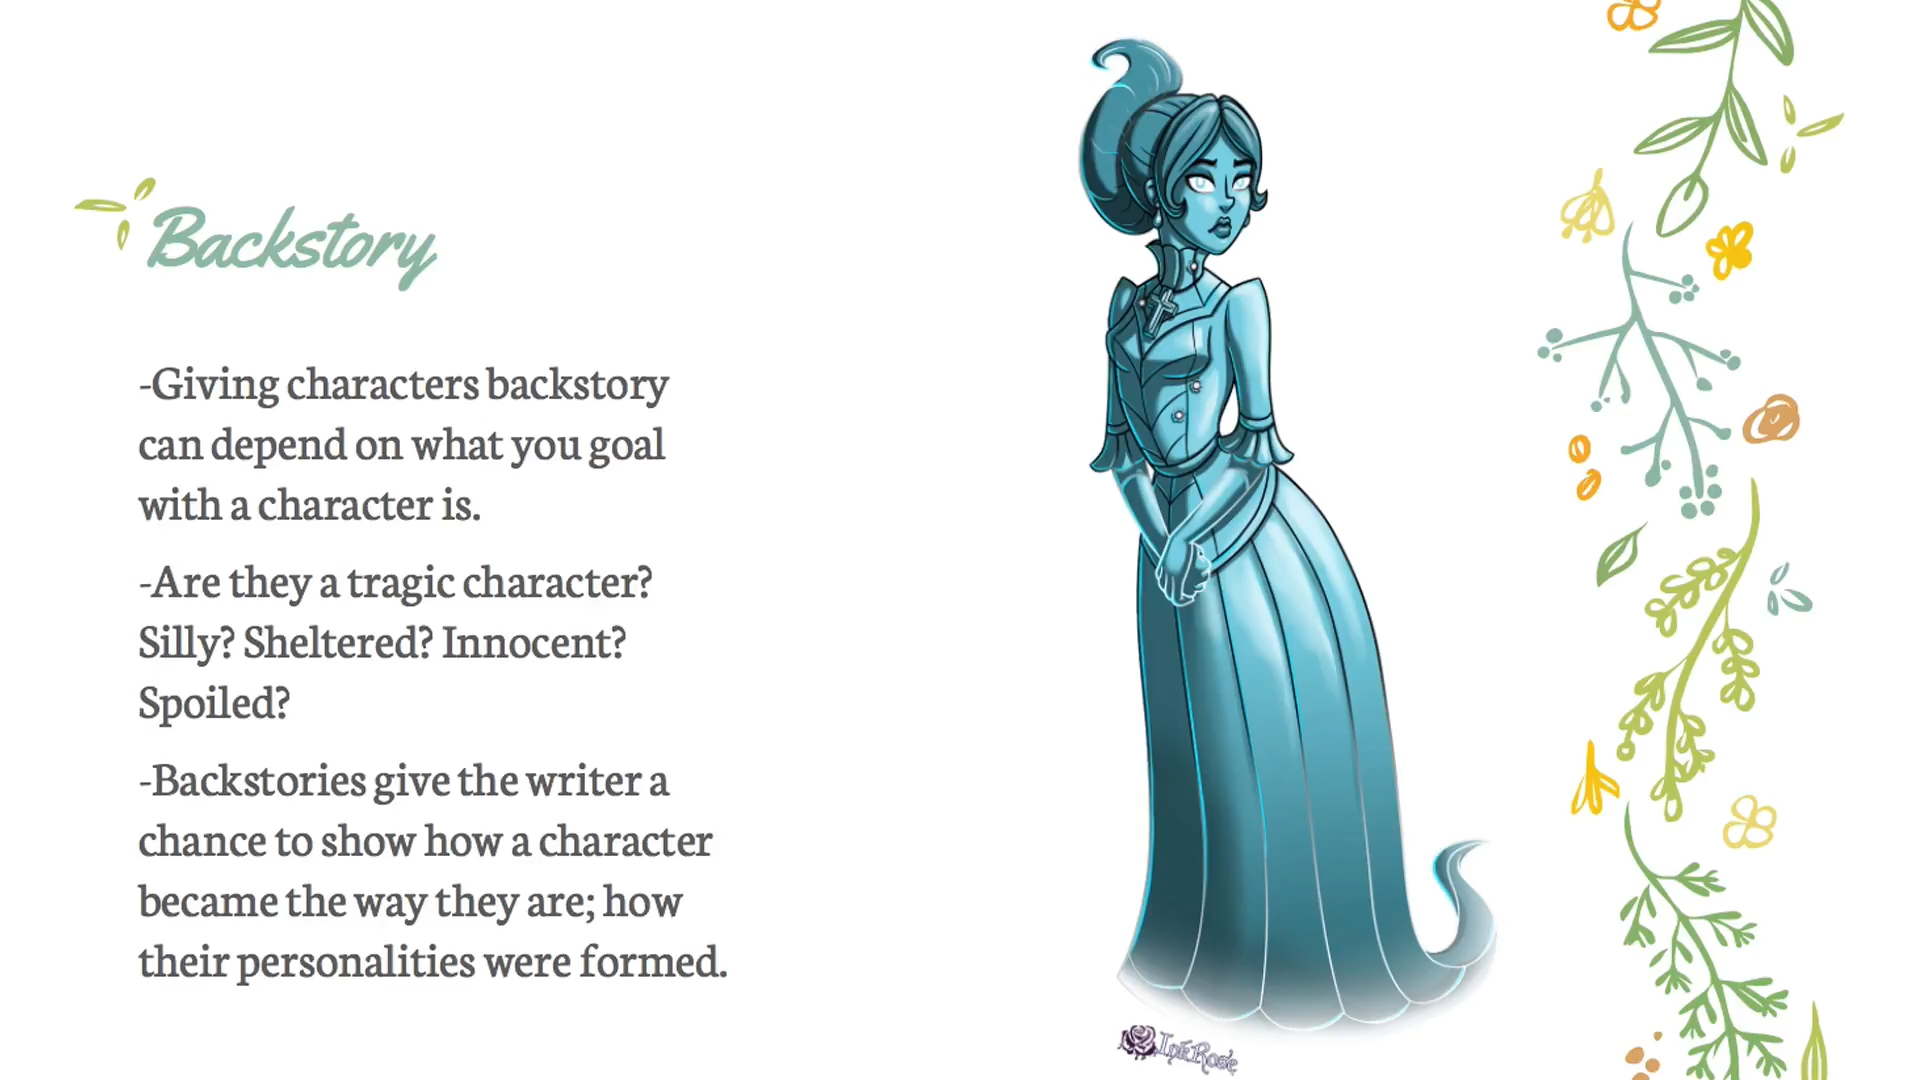 Backstory
-Giving characters backstory
can depend on what you goal
with a character is.
-Are they a tragic character?
Silly? Sheltered? Innocent?
Spoiled?
-Backstories give the writer a
chance to show how a character
became the way they are; how
their personalities were formed.
InkRose